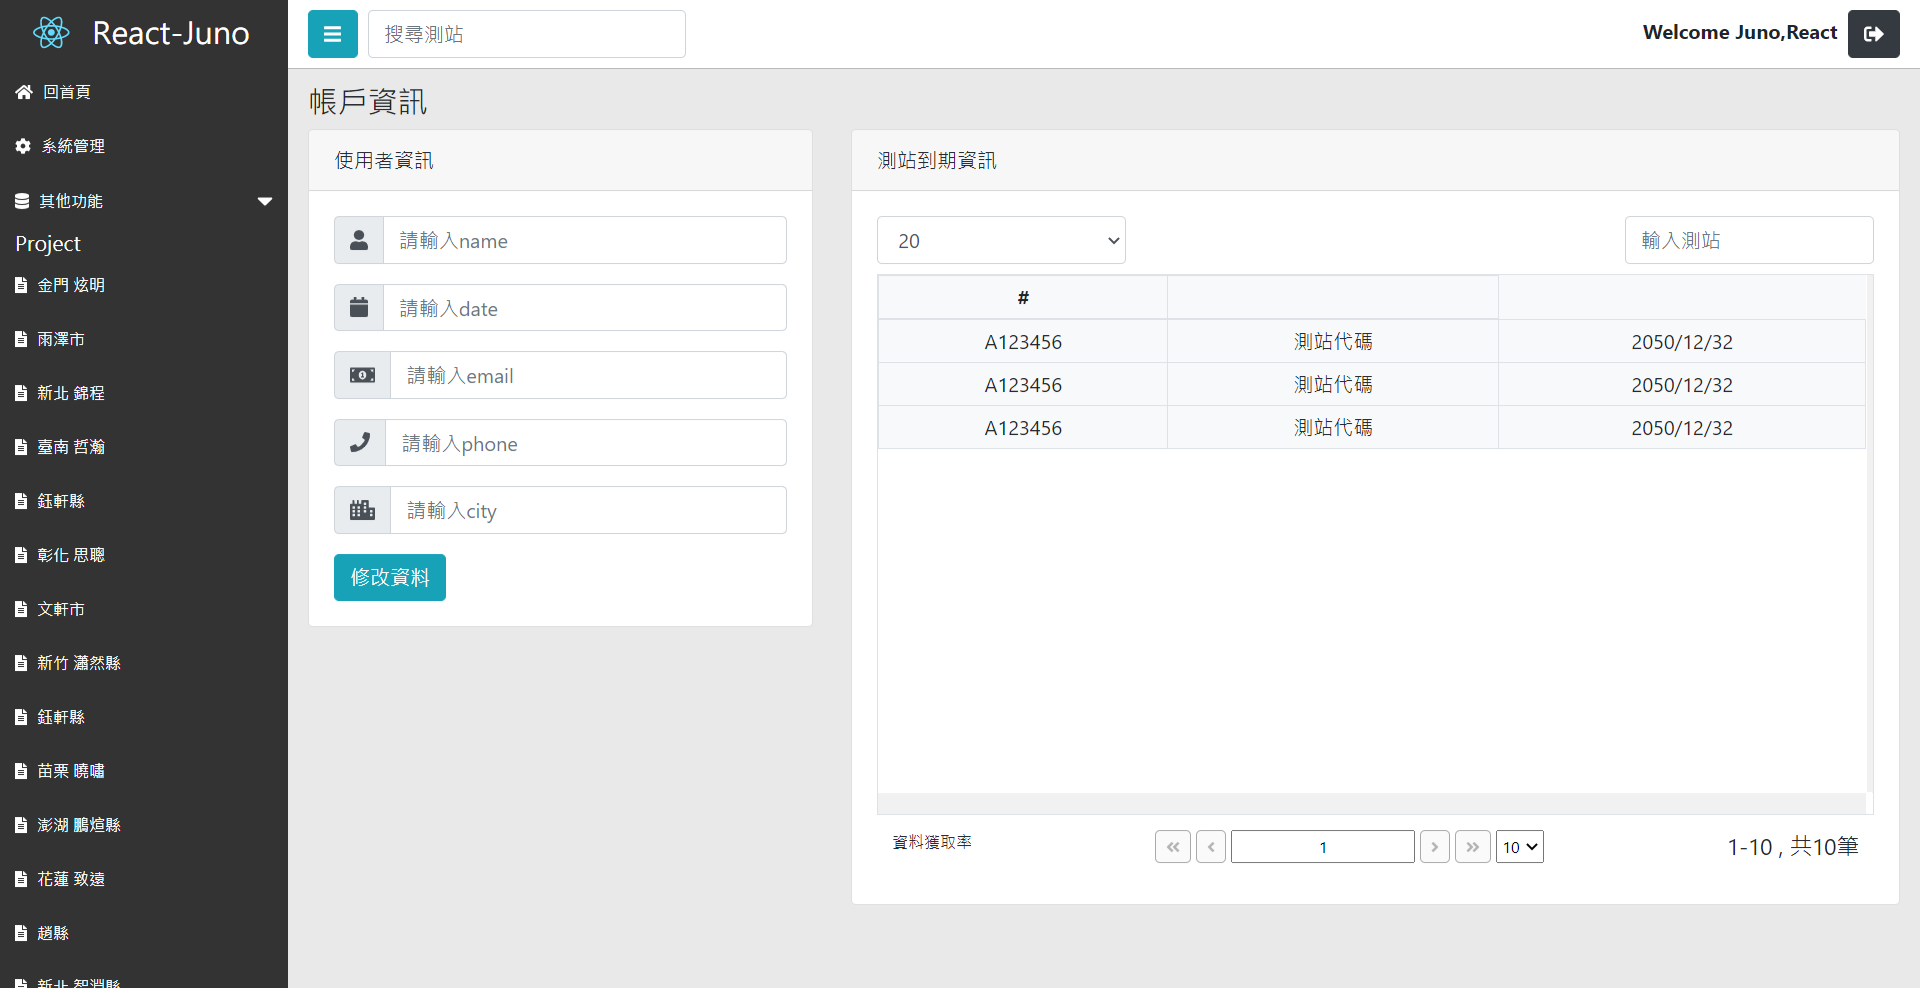 React-Juno
回首頁
系統管理
其他功能
Project
金門 炫明
雨澤市
新北 錦程
臺南 哲瀚
鈺軒縣
彰化 思聰
文軒市
新竹 瀟然縣
鈺軒縣
苗栗 曉嘯
澎湖 鵬煊縣
花蓮 致遠
趙縣
新北 智淵縣
搜尋測站
Welcome Juno,React
帳戶資訊
使用者資訊
請輸入name
請輸入date
請輸入email
請輸入phone
請輸入city
修改資料
測站到期資訊
20
輸入測站
#
A123456 測站代碼 2050/12/32
A123456 測站代碼 2050/12/32
A123456 測站代碼 2050/12/32
資料獲取率
1
10
1-10 , 共10筆